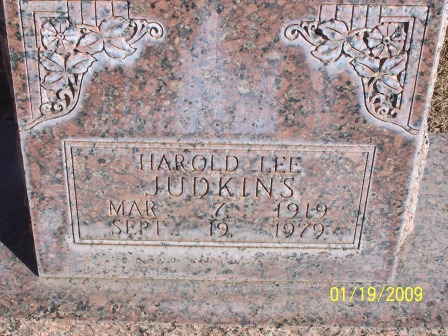 HAROLD LEE
JUDKINS
MAR 7, 1919
SEPT 19, 1979
01/19/2009